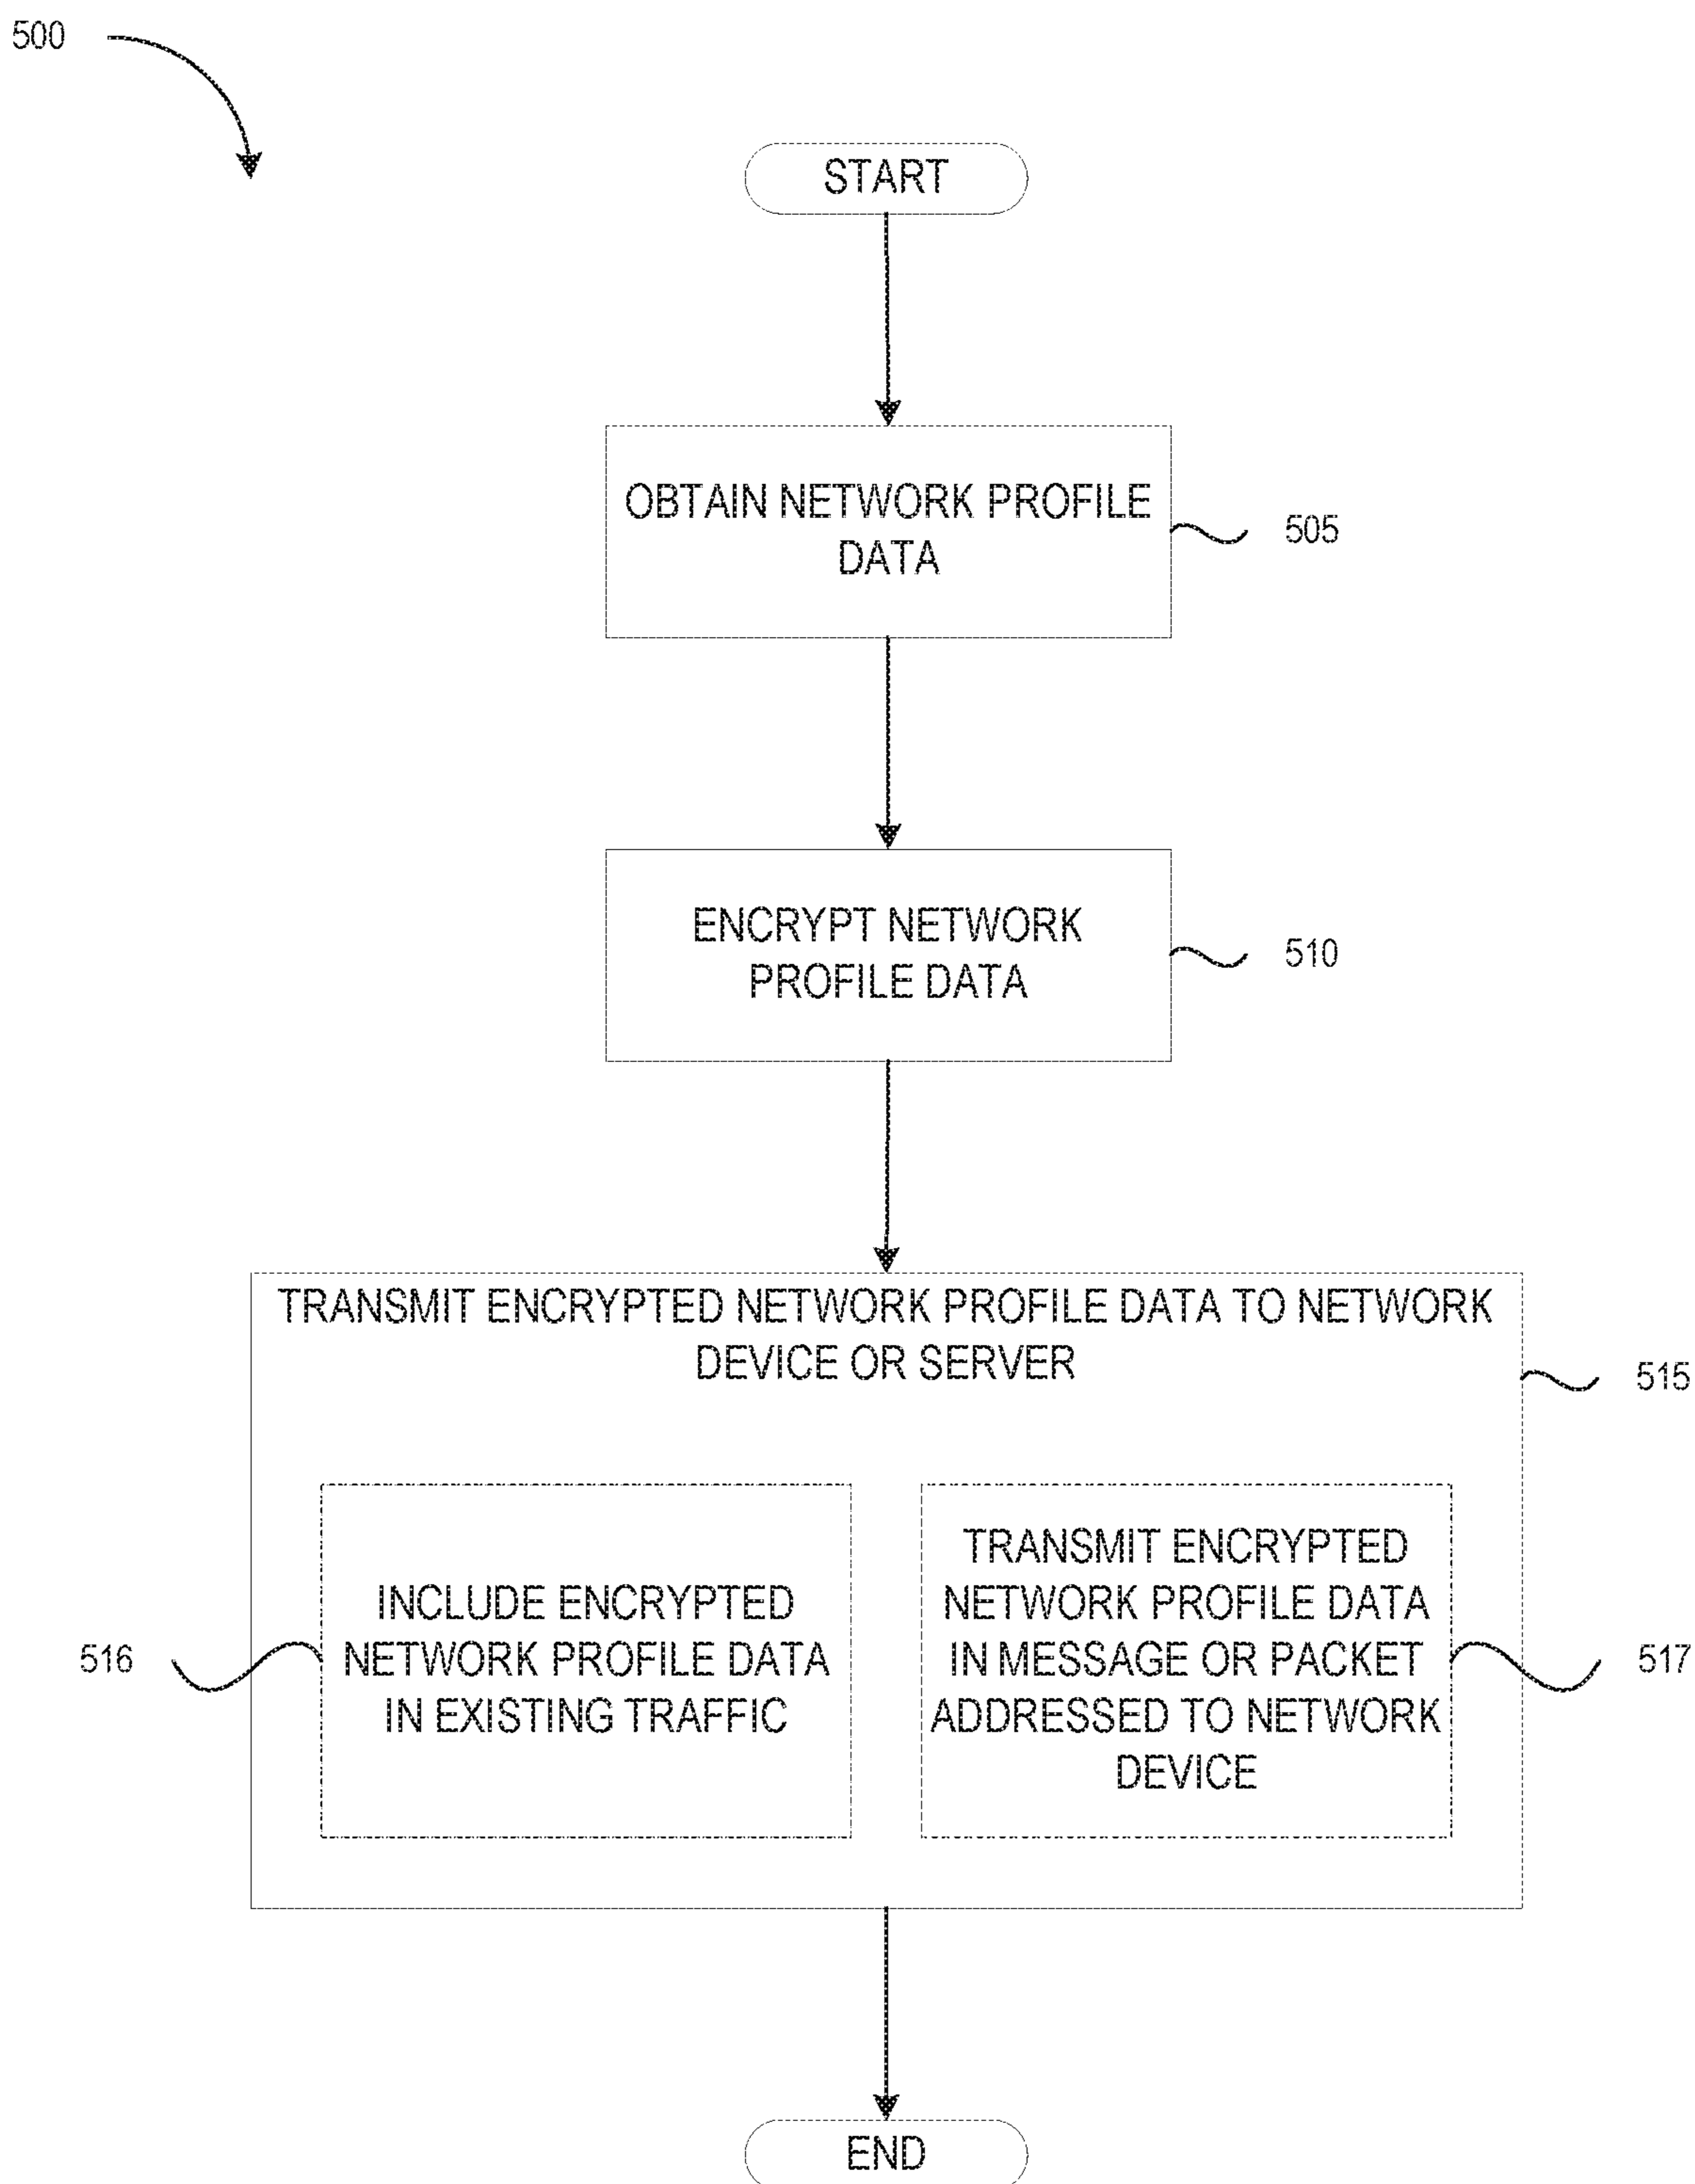 500
START
OBTAIN NETWORK PROFILE
DATA
505
ENCRYPT NETWORK
PROFILE DATA
510
TRANSMIT ENCRYPTED NETWORK PROFILE DATA TO NETWORK
DEVICE OR SERVER
515
516
INCLUDE ENCRYPTED
NETWORK PROFILE DATA
IN EXISTING TRAFFIC
TRANSMIT ENCRYPTED
NETWORK PROFILE DATA
IN MESSAGE OR PACKET
ADDRESSED TO NETWORK
DEVICE
517
END